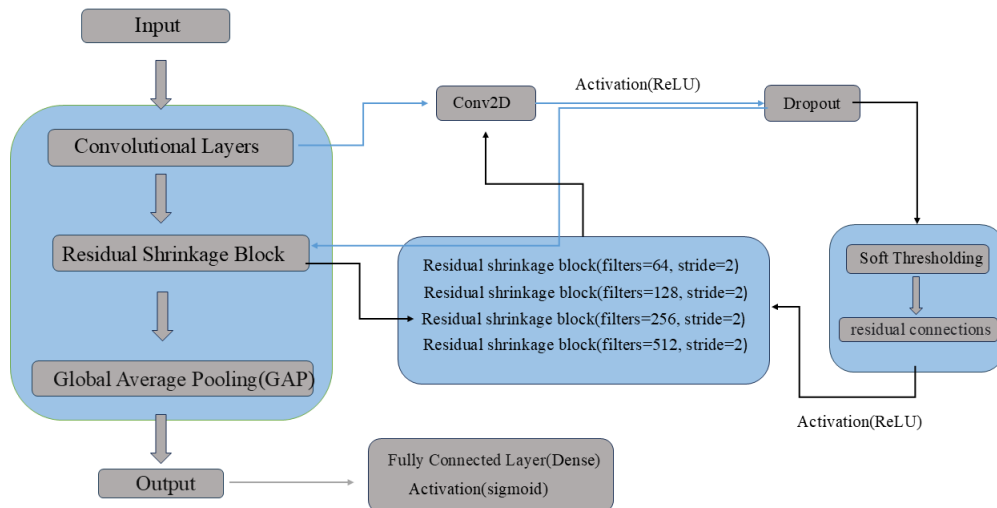 Input
Convolutional Layers
Residual Shrinkage Block
Global Average Pooling(GAP)
Output
Conv2D
Activation(ReLU)
Dropout
Residual shrinkage block(filters=64, stride=2)
Residual shrinkage block(filters=128, stride=2)
Residual shrinkage block(filters=256, stride=2)
Residual shrinkage block(filters=512, stride=2)
Soft Thresholding
residual connections
Activation(ReLU)
Fully Connected Layer(Dense)
Activation(sigmoid)